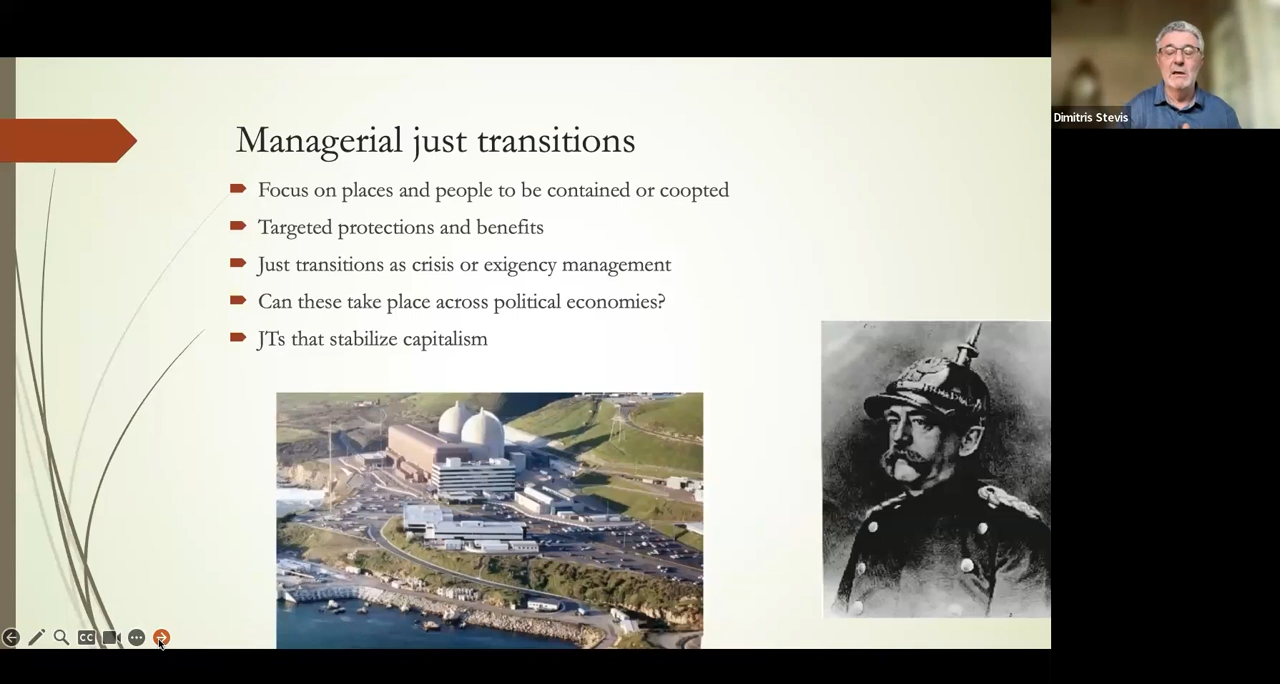 Managerial just transitions
Focus on places and people to be contained or coopted
Targeted protections and benefits
Just transitions as crisis or exigency management
Can these take place across political economies?
JTs that stabilize capitalism
Dimitris Stevis
CC